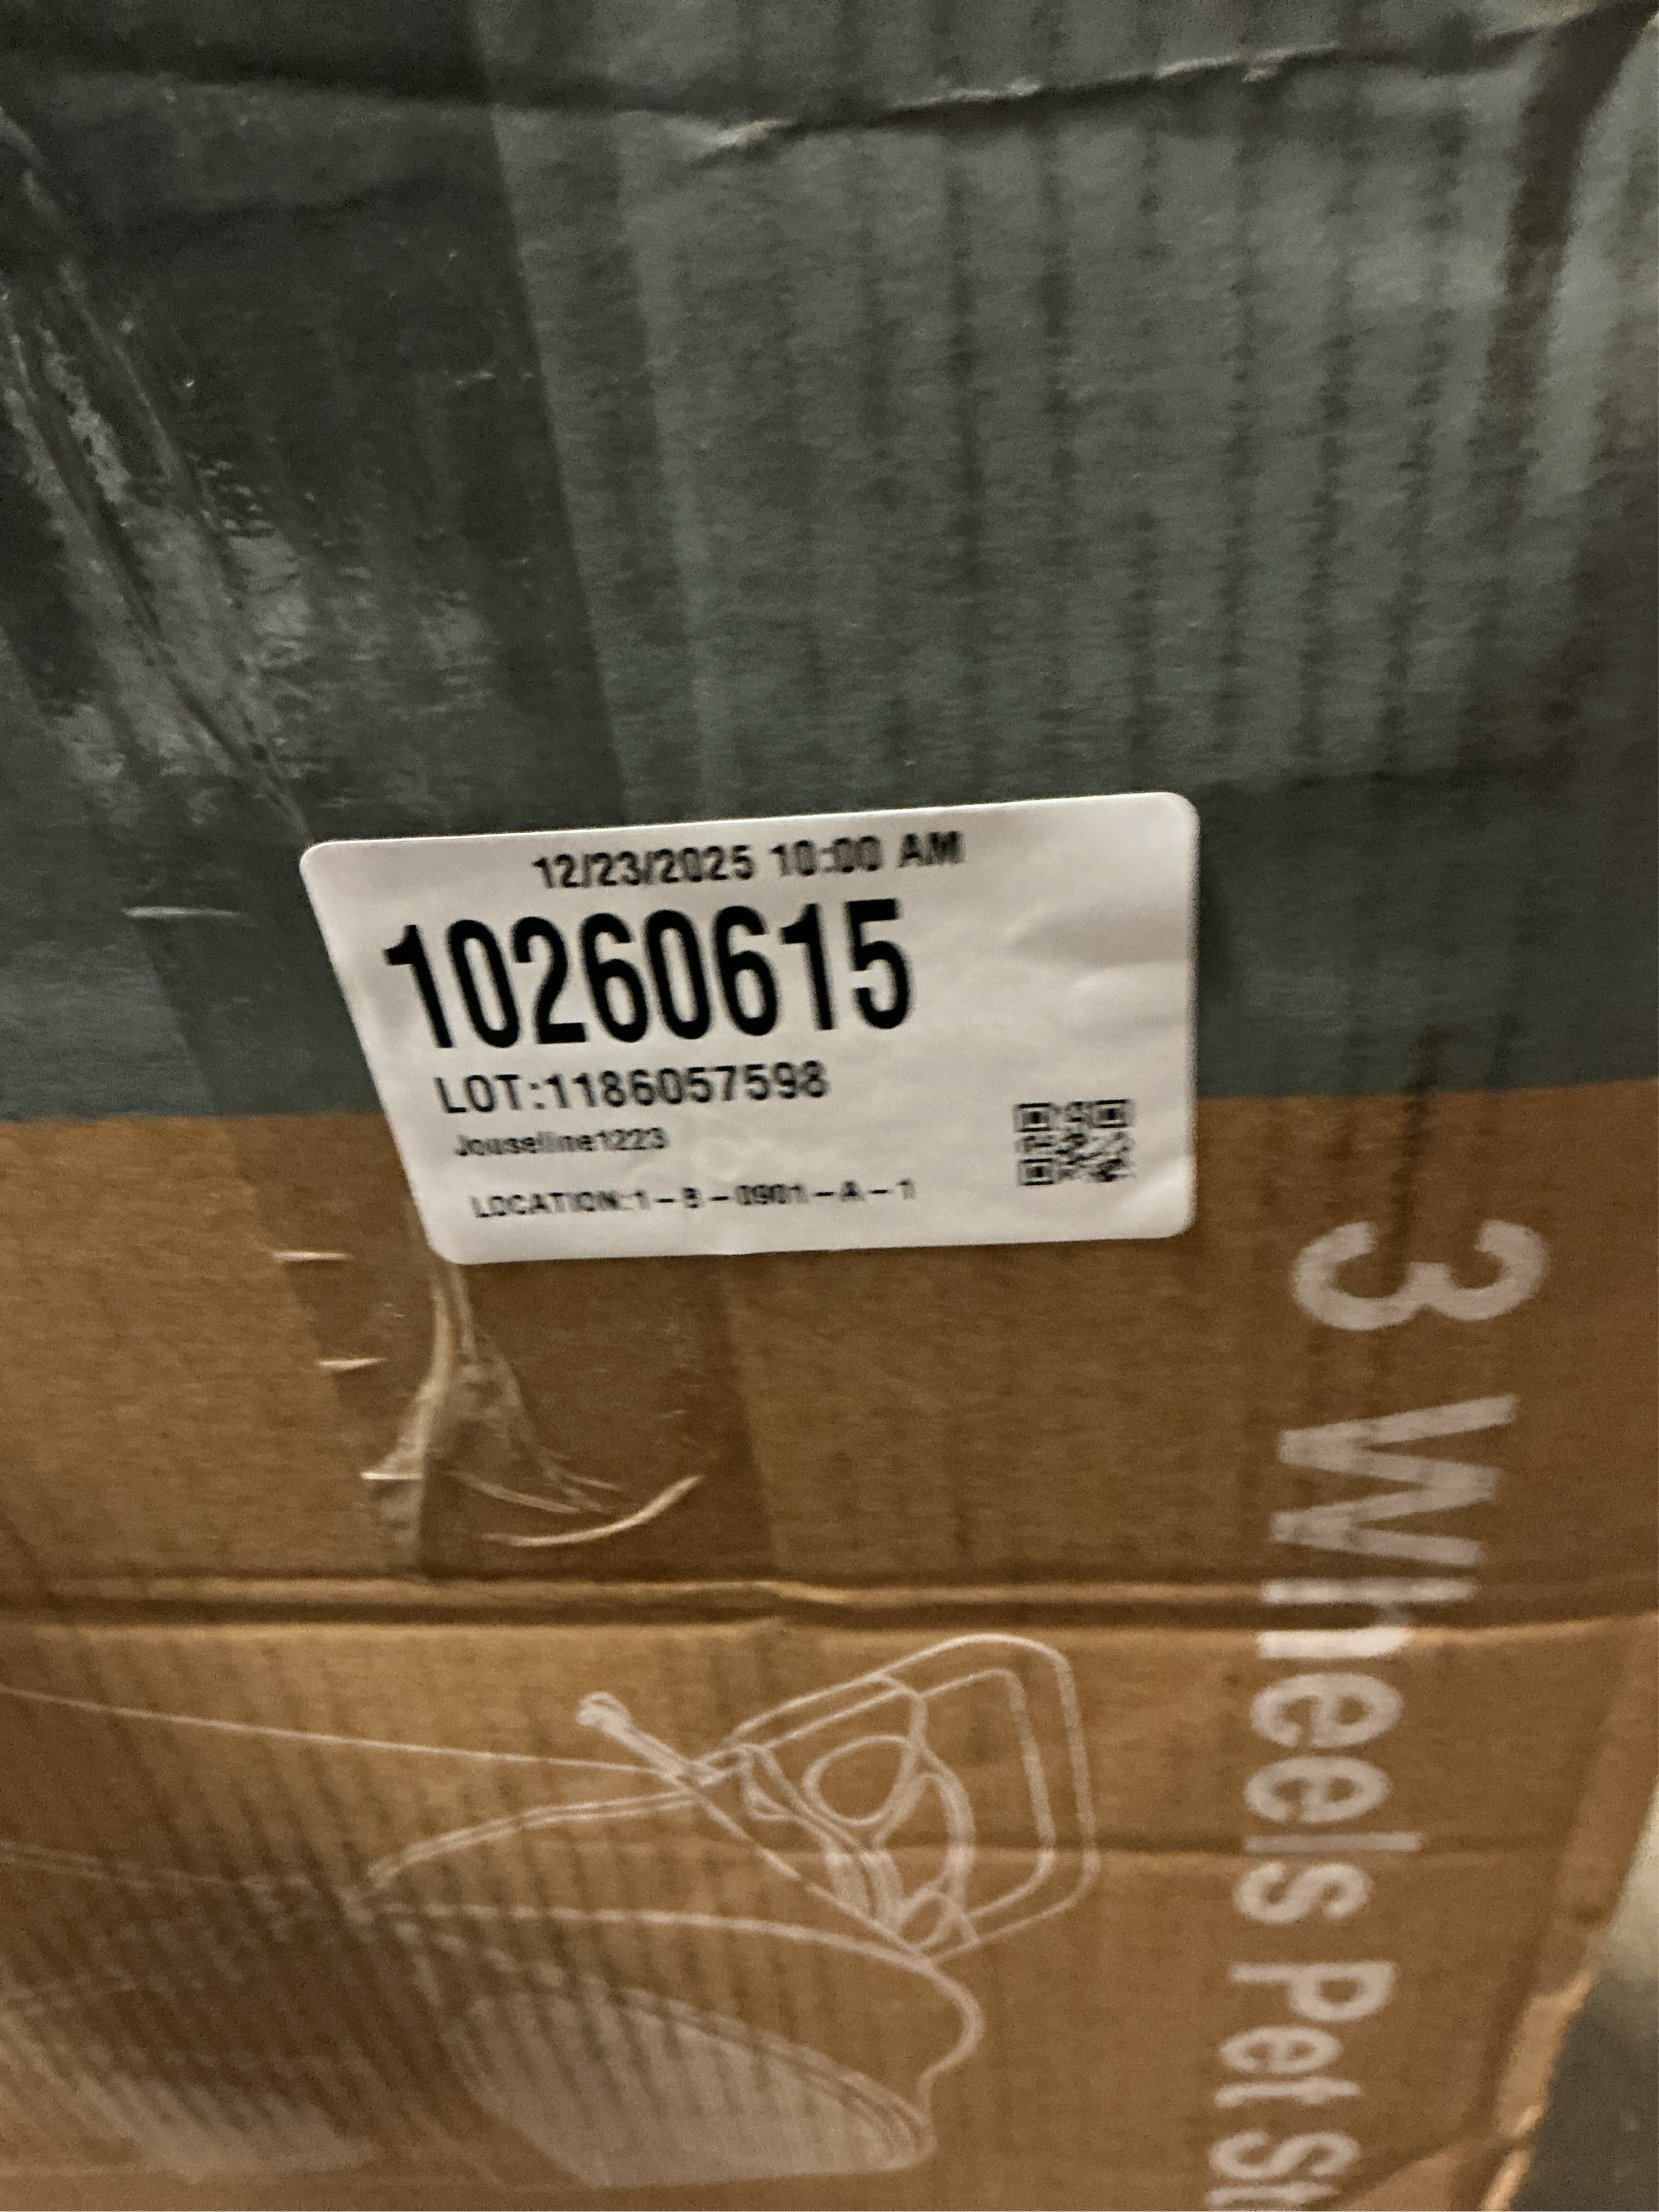 12/23/2025 10:00 AM
10260615
LOT:1186057598
Jouseline1223
LOCATION:1-B-0901-A-1
3 Wheels Pet St